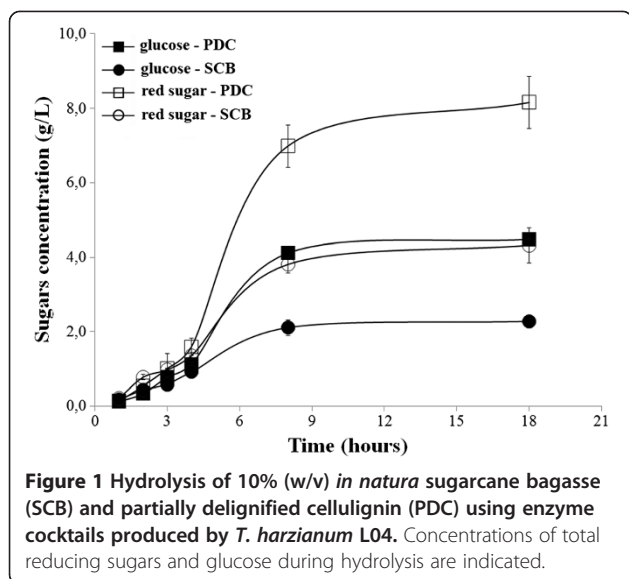 10,0
8,0
6,0
4,0
2,0
0,0
Sugars concentration (g/L)
glucose - PDC
glucose - SCB
red sugar - PDC
red sugar - SCB
0 3 6 9 12 15 18 21
Time (hours)
Figure 1 Hydrolysis of 10% (w/v) in natura sugarcane bagasse
(SCB) and partially delignified cellulignin (PDC) using enzyme
cocktails produced by T. harzianum L04. Concentrations of total
reducing sugars and glucose during hydrolysis are indicated.